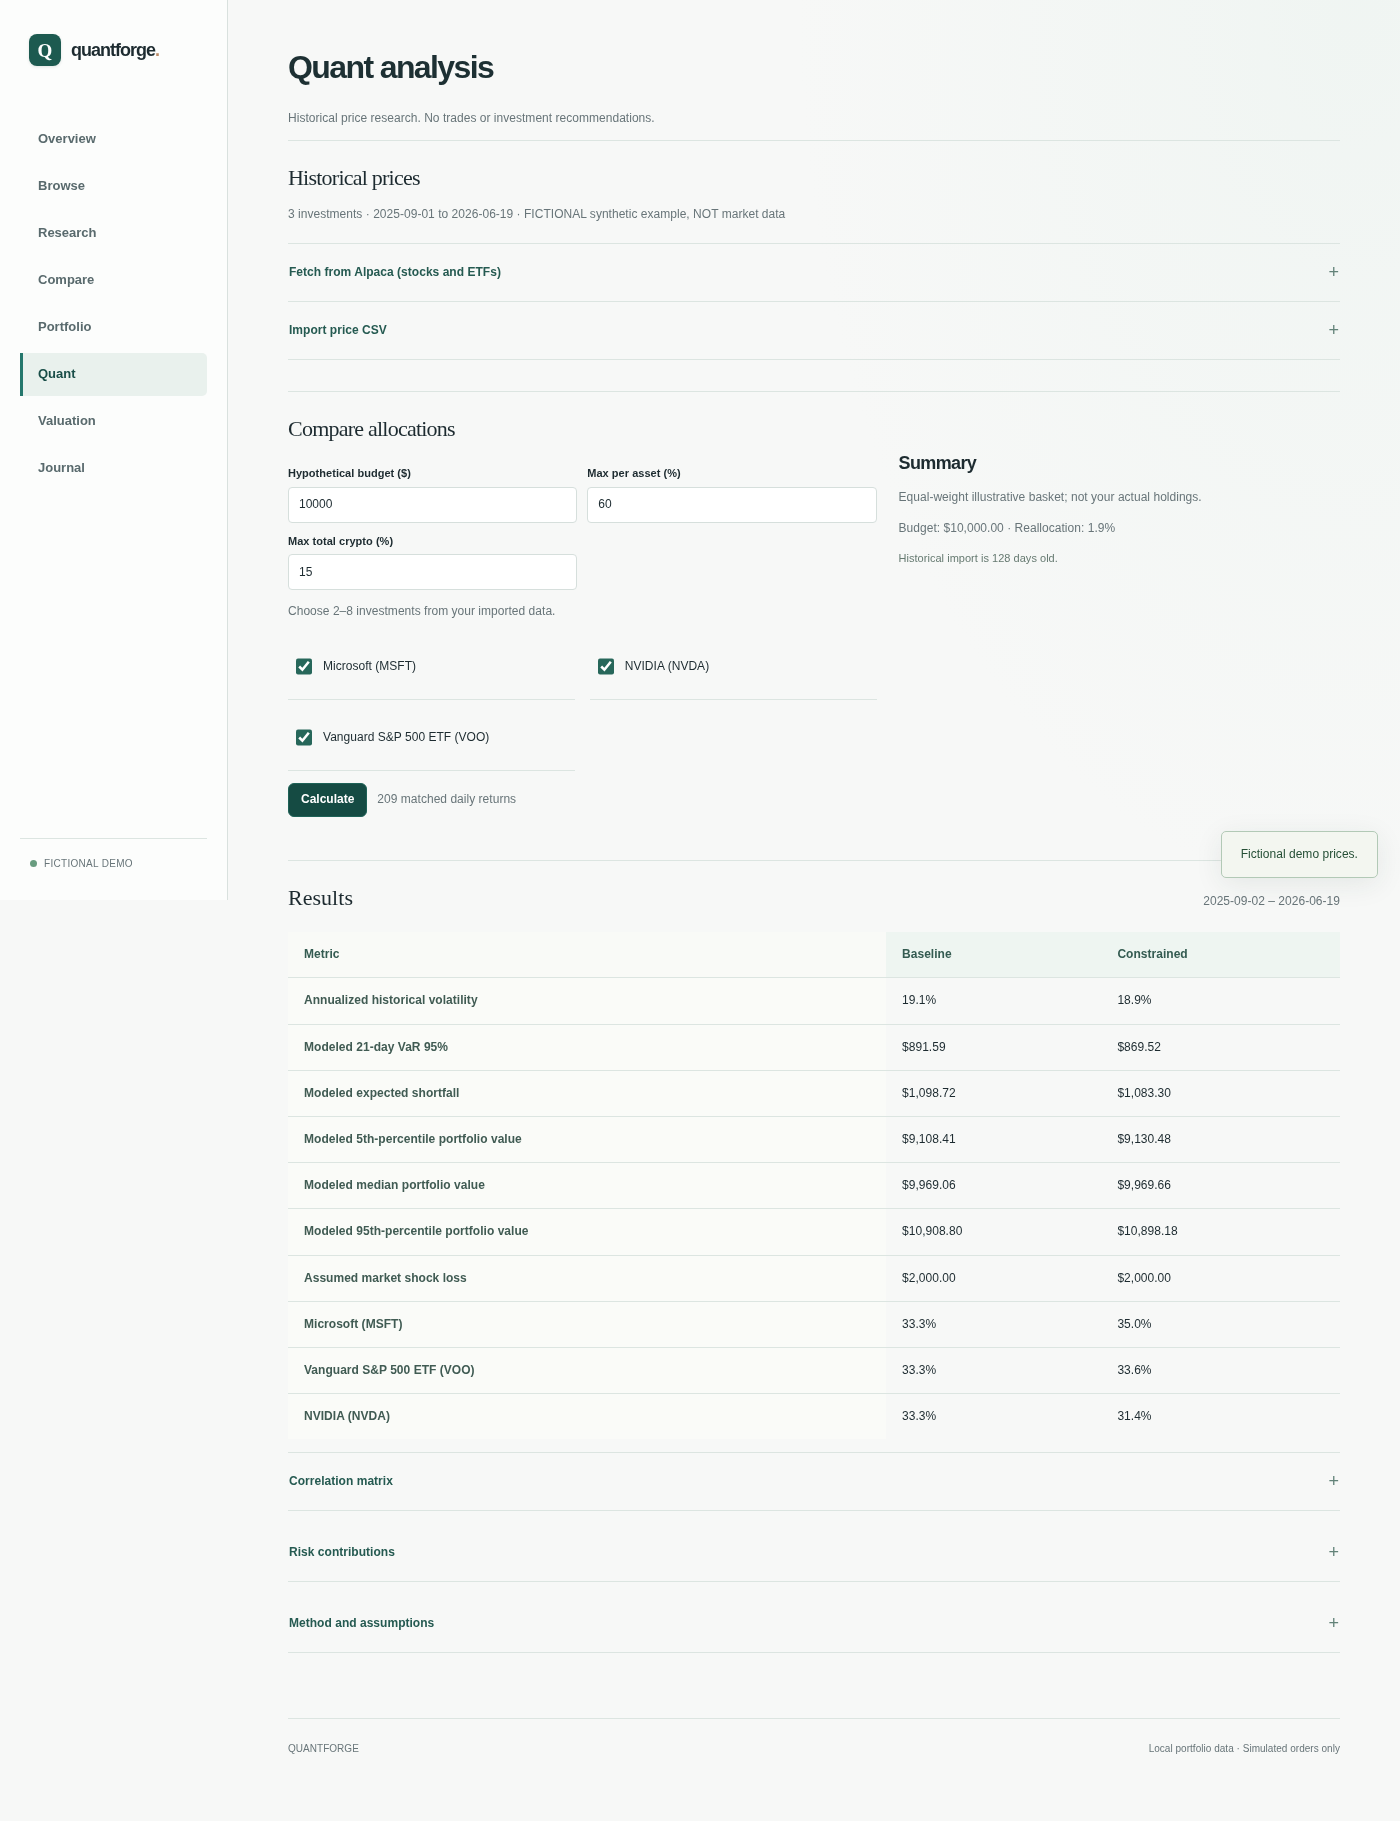 Q quantforge.
Overview
Browse
Research
Compare
Portfolio
Quant
Valuation
Journal
FICTIONAL DEMO
Quant analysis
Historical price research. No trades or investment recommendations.
Historical prices
3 investments · 2025-09-01 to 2026-06-19 · FICTIONAL synthetic example, NOT market data
Fetch from Alpaca (stocks and ETFs) +
Import price CSV +
Compare allocations
Hypothetical budget ($) Max per asset (%)
10000 60
Max total crypto (%)
15
Choose 2–8 investments from your imported data.
Microsoft (MSFT) NVIDIA (NVDA)
Vanguard S&P 500 ETF (VOO)
Calculate 209 matched daily returns
Summary
Equal-weight illustrative basket; not your actual holdings.
Budget: $10,000.00 · Reallocation: 1.9%
Historical import is 128 days old.
Fictional demo prices.
Results 2025-09-02 – 2026-06-19
Metric Baseline Constrained
Annualized historical volatility 19.1% 18.9%
Modeled 21-day VaR 95% $891.59 $869.52
Modeled expected shortfall $1,098.72 $1,083.30
Modeled 5th-percentile portfolio value $9,108.41 $9,130.48
Modeled median portfolio value $9,969.06 $9,969.66
Modeled 95th-percentile portfolio value $10,908.80 $10,898.18
Assumed market shock loss $2,000.00 $2,000.00
Microsoft (MSFT) 33.3% 35.0%
Vanguard S&P 500 ETF (VOO) 33.3% 33.6%
NVIDIA (NVDA) 33.3% 31.4%
Correlation matrix +
Risk contributions +
Method and assumptions +
QUANTFORGE Local portfolio data · Simulated orders only